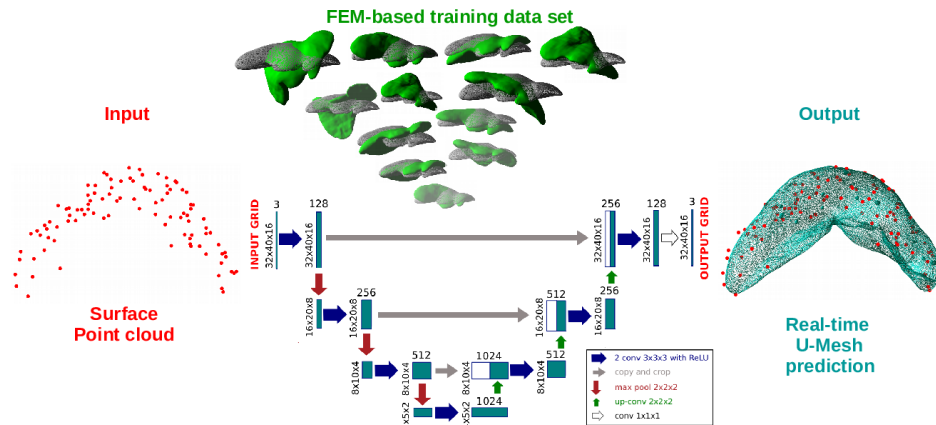 FEM-based training data set
Input
Output
Surface
Point cloud
INPUT GRID
32x40x16
3
128
32x40x16
16x20x8
256
16x20x8
8x10x4
512
8x10x4
x5x2
1024
1024
8x10x4
512
8x10x4
512
16x20x8
256
16x20x8
256
32x40x16
128
32x40x16
3
32x40x16
OUTPUT GRID
2 conv 3x3x3 with ReLU
copy and crop
max pool 2x2x2
up-conv 2x2x2
conv 1x1x1
Real-time
U-Mesh
prediction